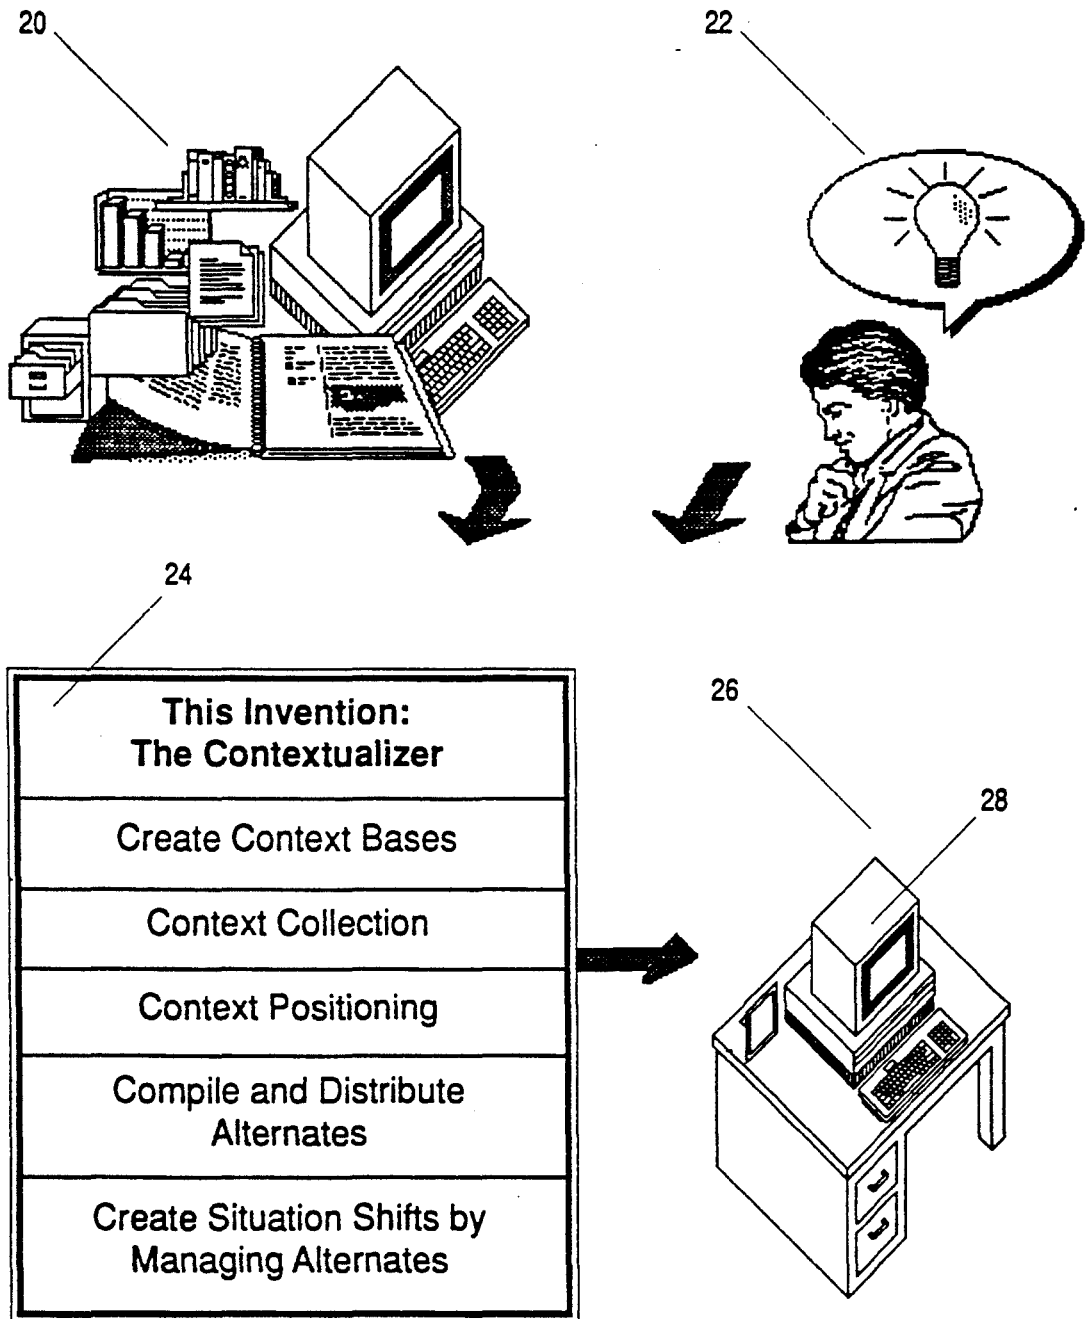 20
22
24
This Invention:
The Contextualizer
Create Context Bases
Context Collection
Context Positioning
Compile and Distribute
Alternates
Create Situation Shifts by
Managing Alternates
26
28